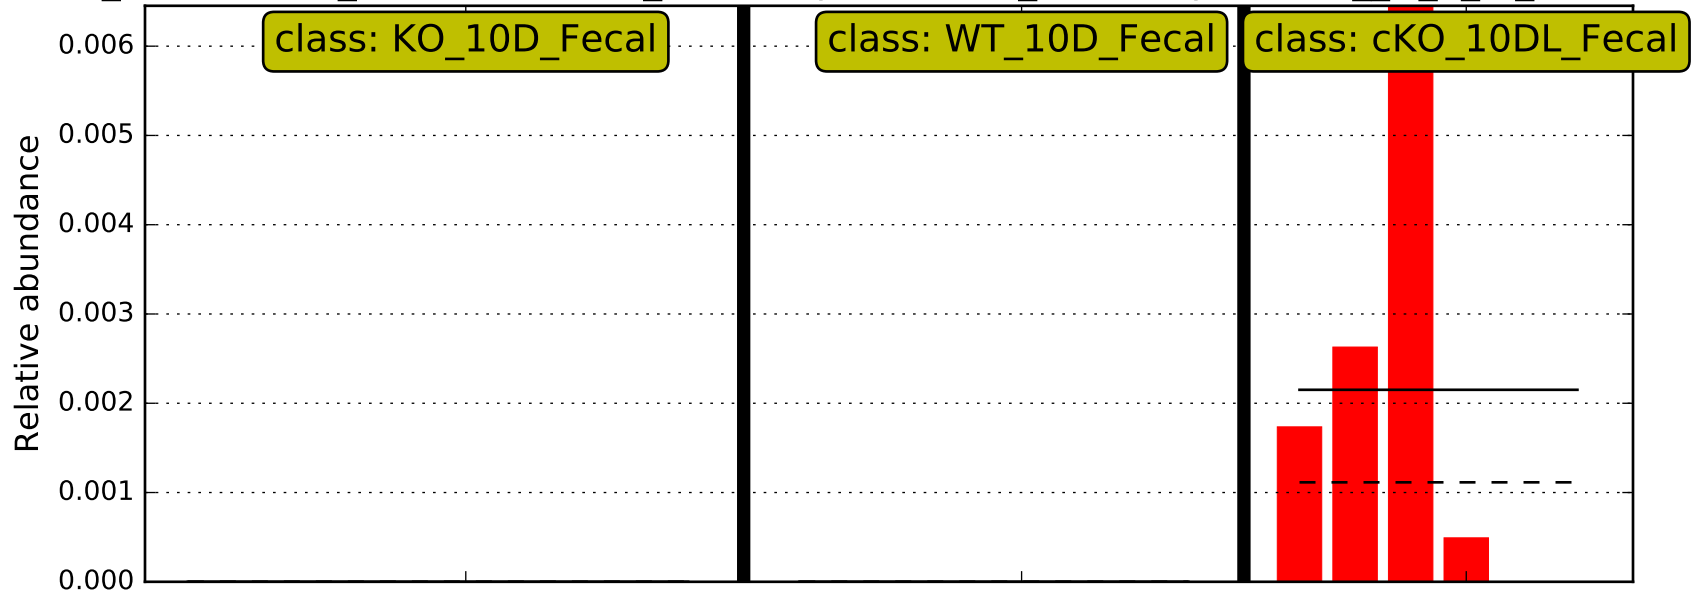 class: KO_10D_Fecal
class: WT_10D_Fecal
class: cKO_10DL_Fecal
Relative abundance
0.006
0.005
0.004
0.003
0.002
0.001
0.000